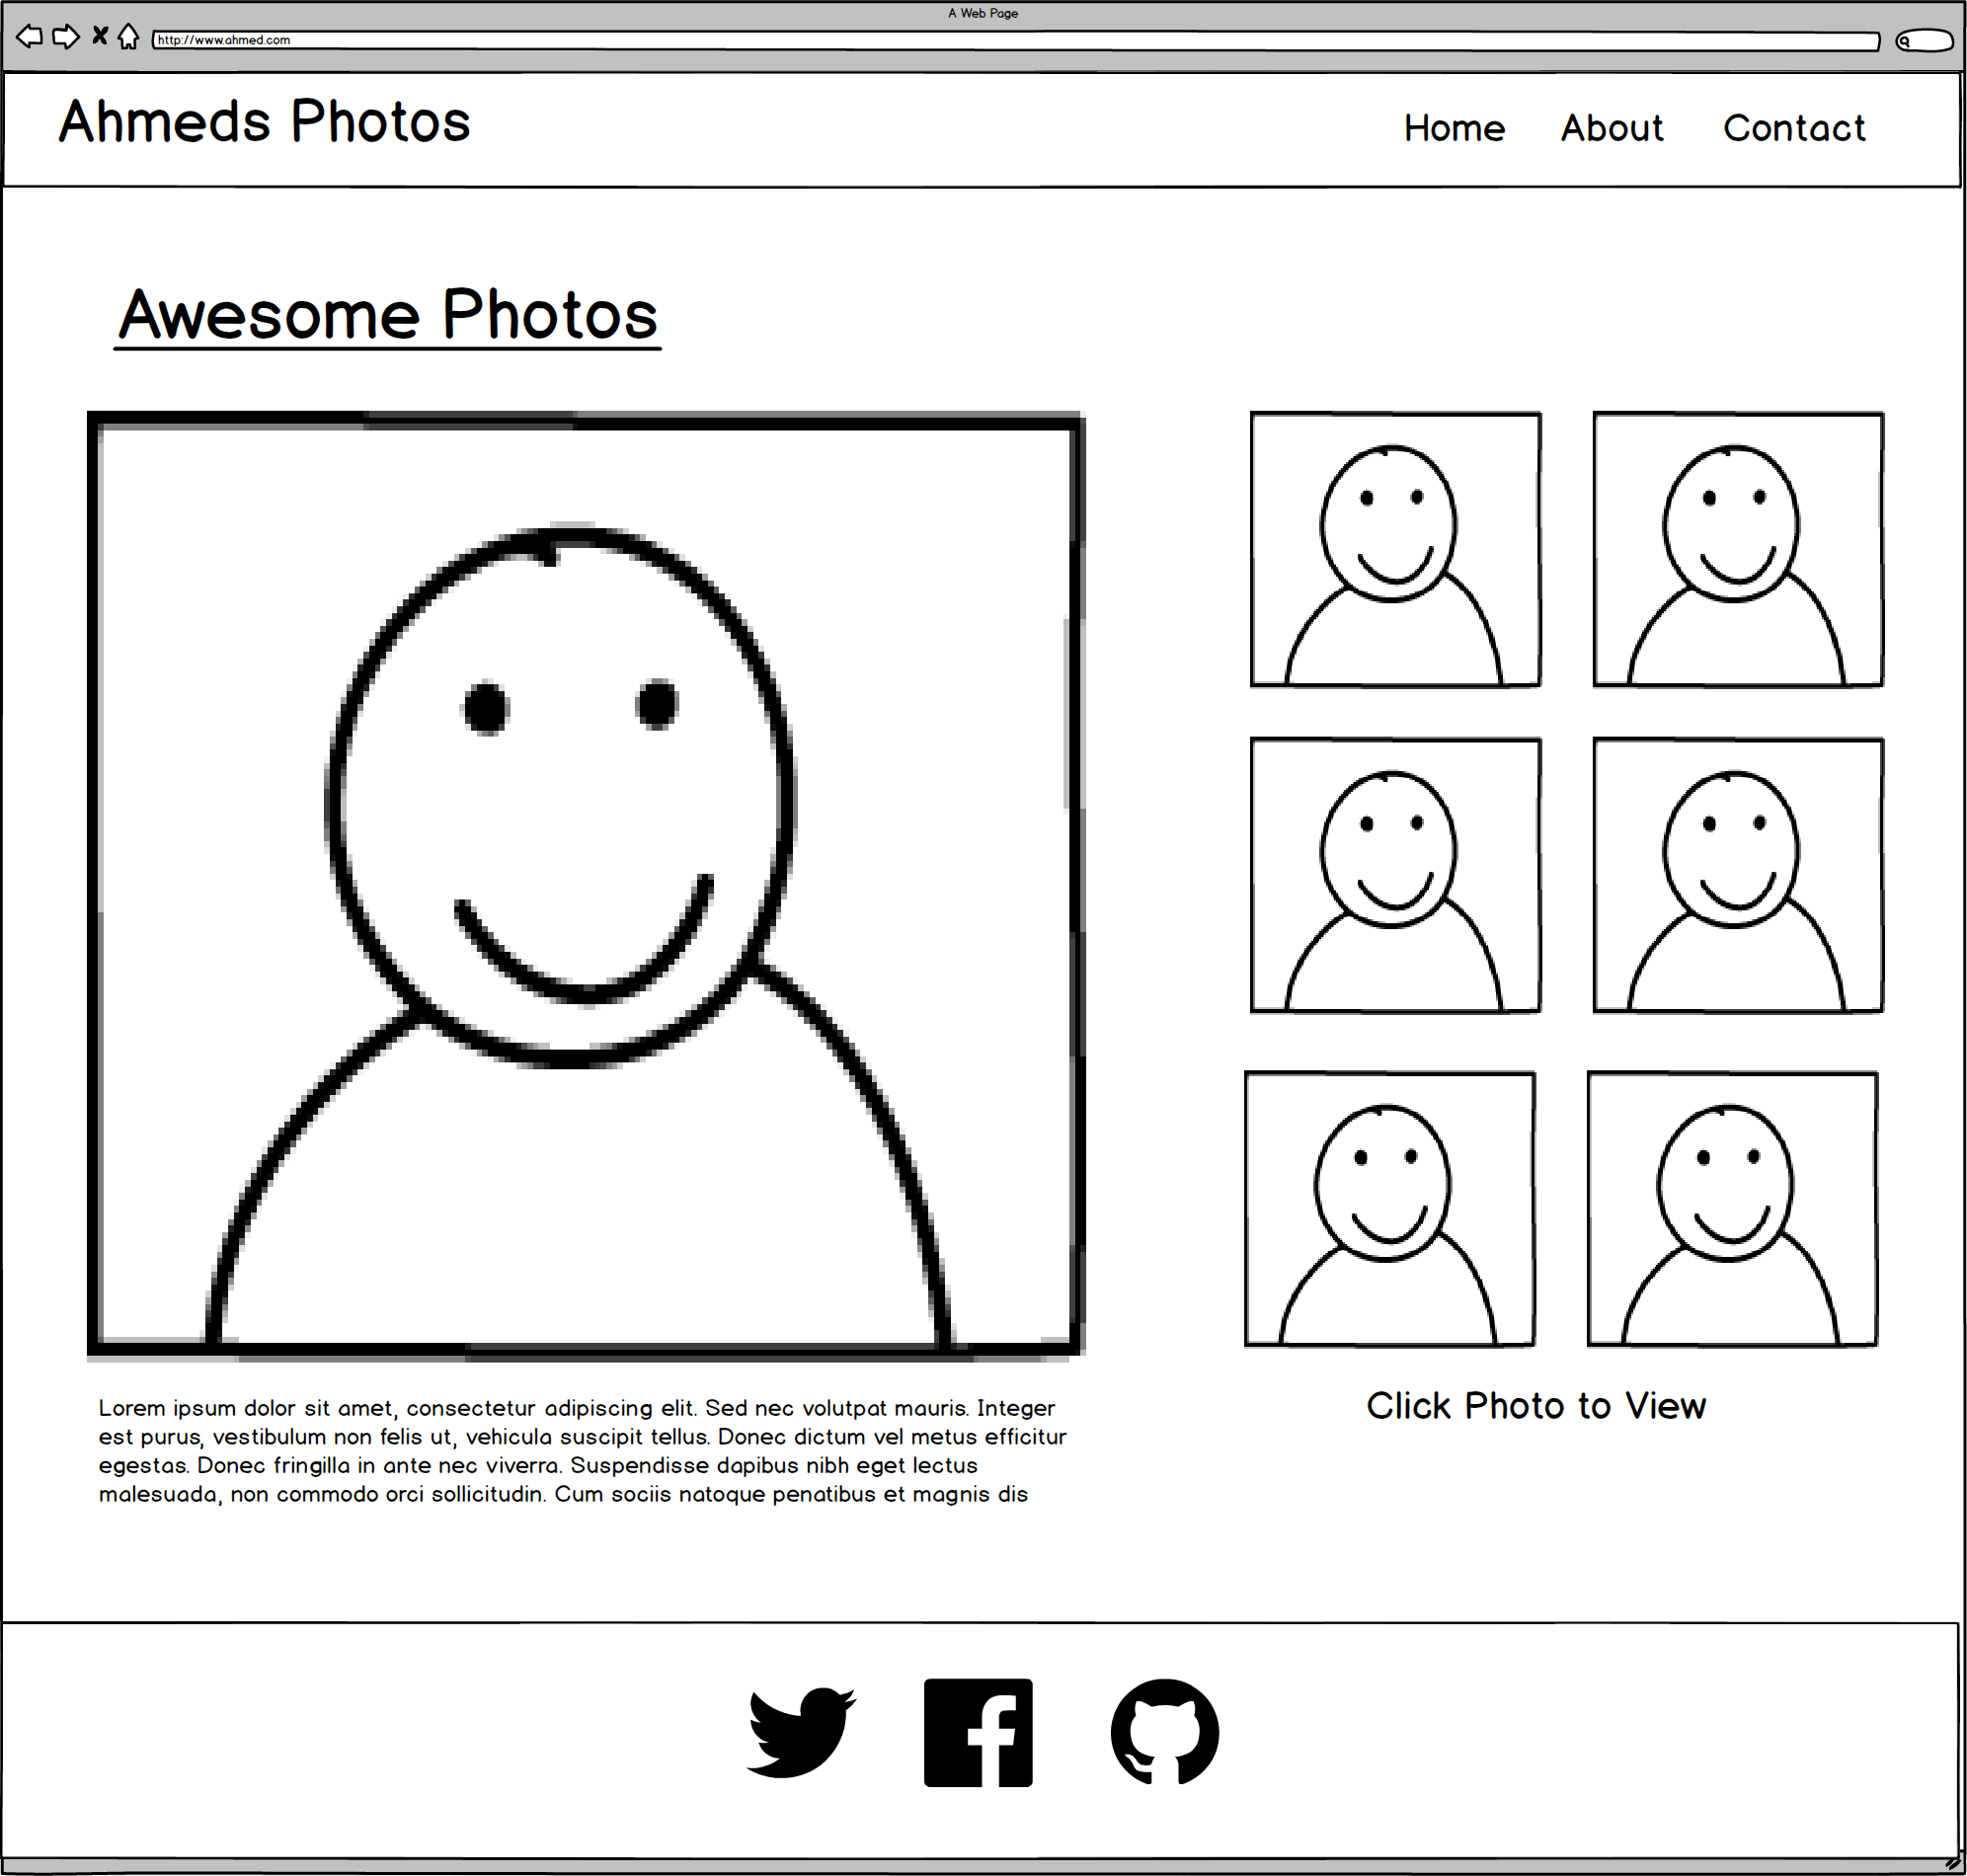 A Web Page
http://www.ahmed.com
Ahmeds Photos
Home About Contact
Awesome Photos
Lorem ipsum dolor sit amet, consectetur adipiscing elit. Sed nec volutpat mauris. Integer
est purus, vestibulum non felis ut, vehicula suscipit tellus. Donec dictum vel metus efficitur
egestas. Donec fringilla in ante nec viverra. Suspendisse dapibus nibh eget lectus
malesuada, non commodo orci sollicitudin. Cum sociis natoque penatibus et magnis dis
Click Photo to View